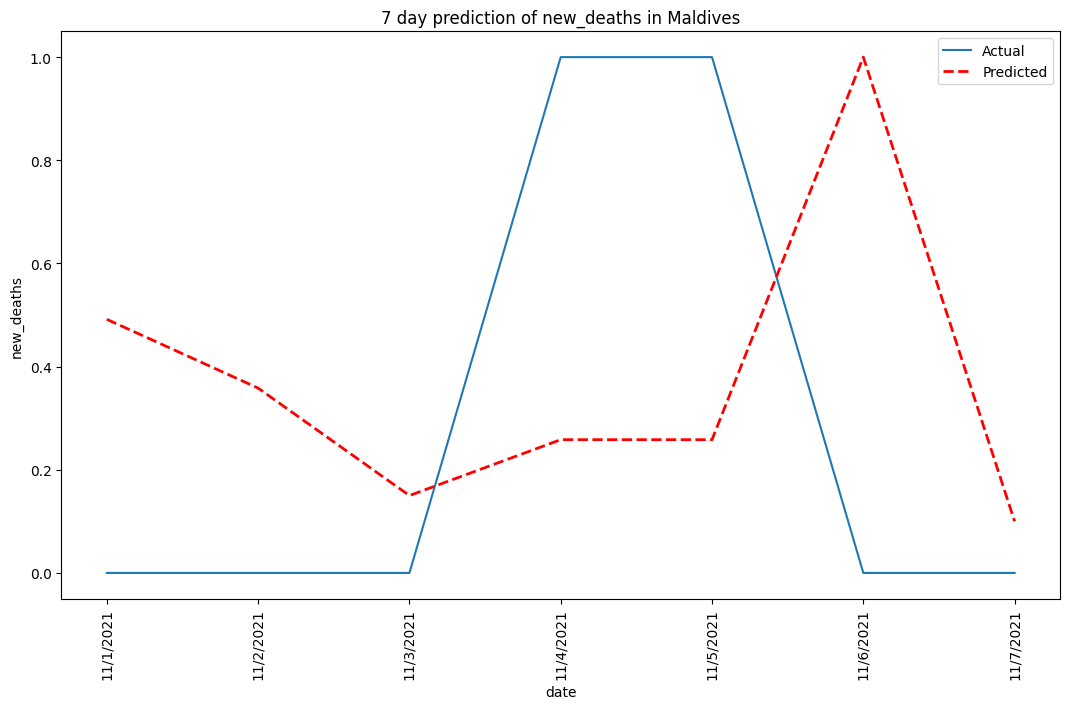 7 day prediction of new_deaths in Maldives
Actual
Predicted
new_deaths
1.0
0.8
0.6
0.4
0.2
0.0
11/1/2021
11/2/2021
11/3/2021
11/4/2021
11/5/2021
11/6/2021
11/7/2021
date